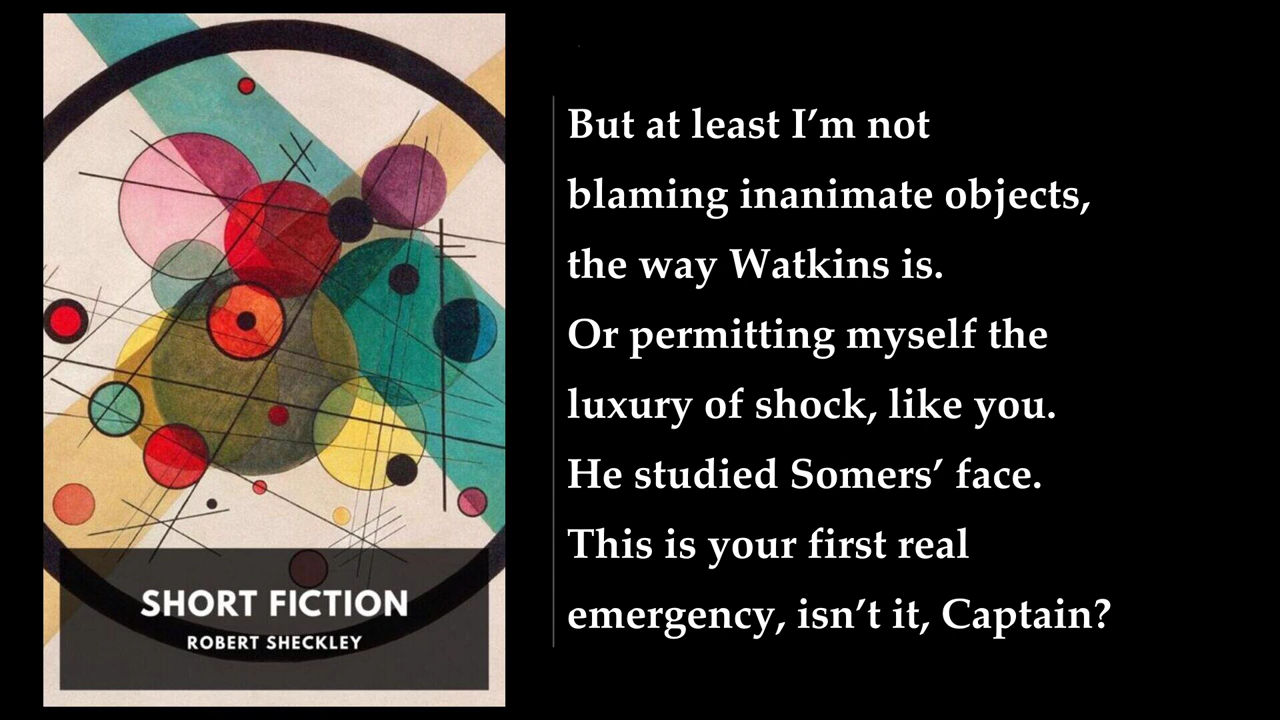 SHORT FICTION
ROBERT SHECKLEY
But at least I’m not
blaming inanimate objects,
the way Watkins is.
Or permitting myself the
luxury of shock, like you.
He studied Somers’ face.
This is your first real
emergency, isn’t it, Captain?